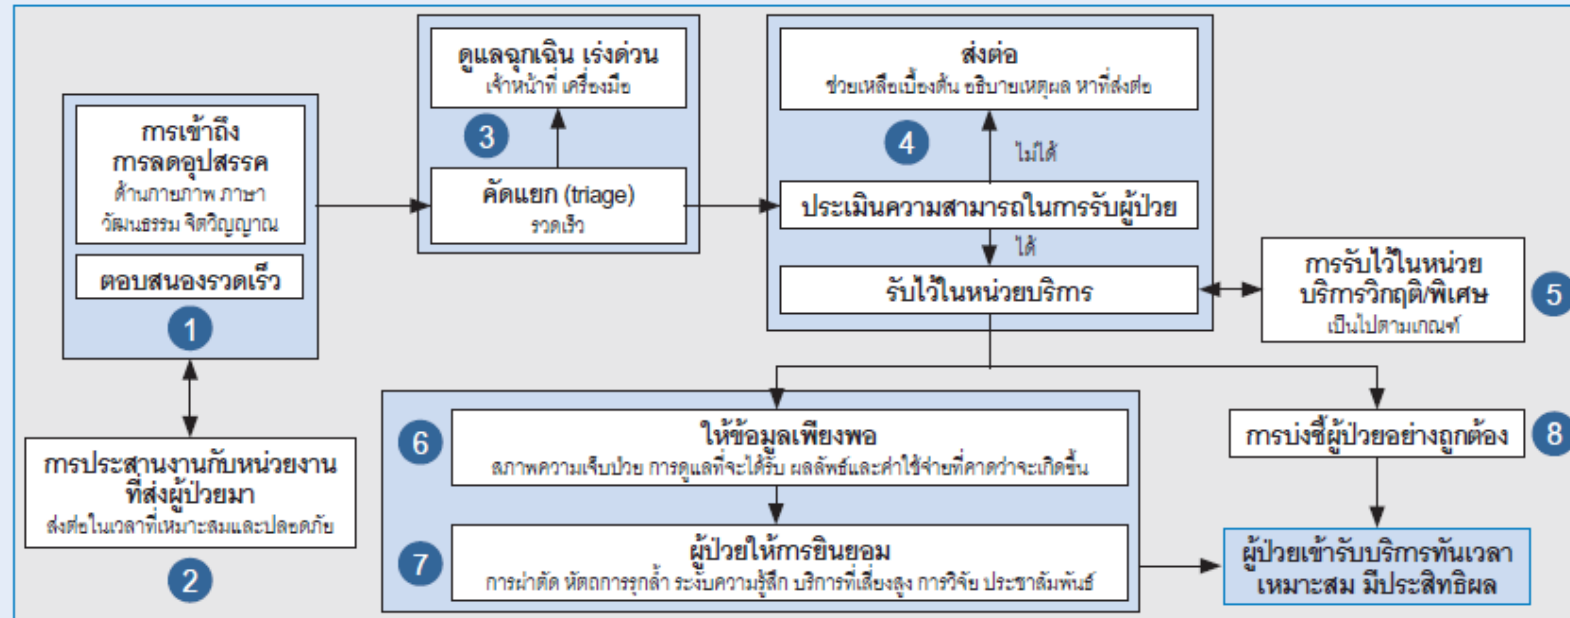 การเข้าถึง
การลดอุปสรรค
ด้านกายภาพ ภาษา
วัฒนธรรม จิตวิญญาณ
ตอบสนองรวดเร็ว
1
การประสานงานกับหน่วยงาน
ที่ส่งผู้ป่วยมา
ส่งต่อในเวลาที่เหมาะสมและปลอดภัย
2
ดูแลฉุกเฉิน เร่งด่วน
เจ้าหน้าที่ เครื่องมือ
3
คัดแยก (triage)
รวดเร็ว
ส่งต่อ
ช่วยเหลือเบื้องต้น อธิบายเหตุผล หาที่ส่งต่อ
4
ไม่ได้
ประเมินความสามารถในการรับผู้ป่วย
ได้
รับไว้ในหน่วยบริการ
การรับไว้ในหน่วย
บริการวิกฤติ/พิเศษ
เป็นไปตามเกณฑ์
5
6
ให้ข้อมูลเพียงพอ
สภาพความเจ็บป่วย การดูแลที่จะได้รับ ผลลัพธ์และค่าใช้จ่ายที่คาดว่าจะเกิดขึ้น
7
ผู้ป่วยให้การยินยอม
การผ่าตัด หัตถการรุกล้ำ ระงับความรู้สึก บริการที่เสี่ยงสูง การวิจัย ประชาสัมพันธ์
การบ่งชี้ผู้ป่วยอย่างถูกต้อง
8
ผู้ป่วยเข้ารับบริการทันเวลา
เหมาะสม มีประสิทธิผล